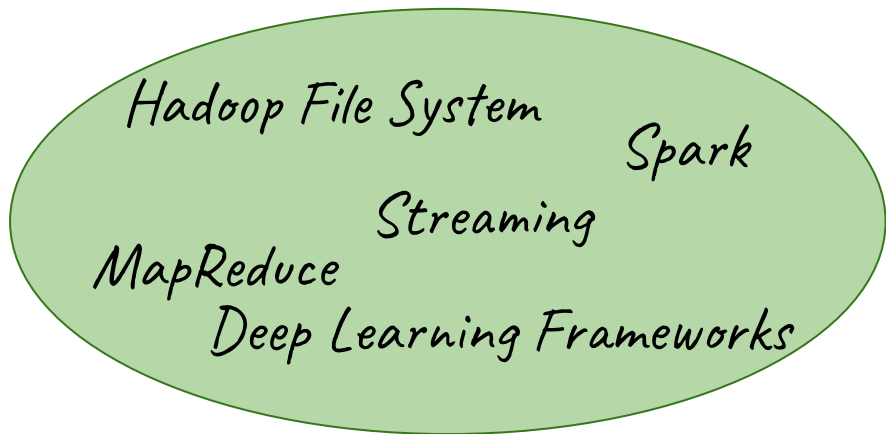 Hadoop File System
Spark
Streaming
MapReduce
Deep Learning Frameworks